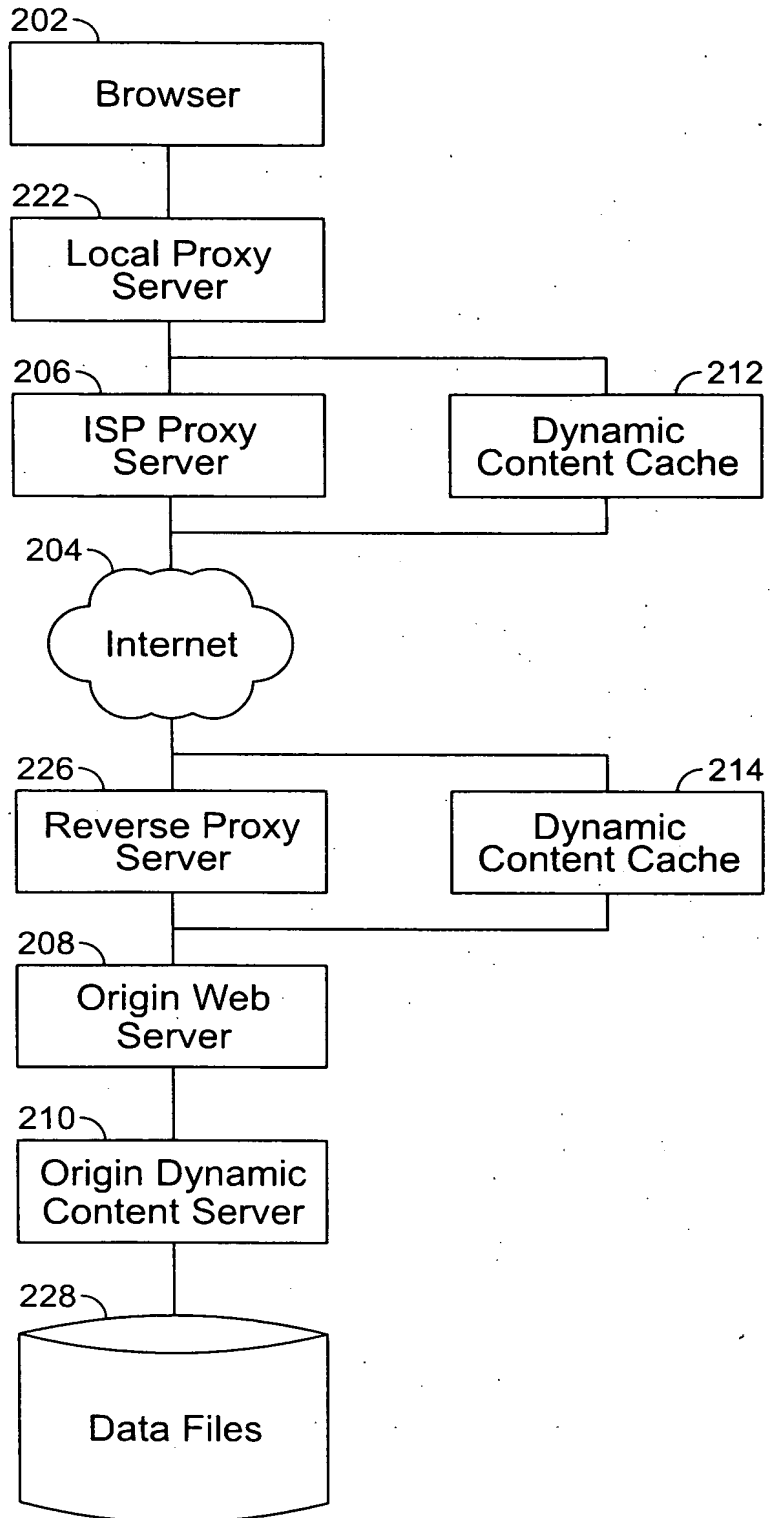 202
Browser
222
Local Proxy
Server
206
ISP Proxy
Server
212
Dynamic
Content Cache
204
Internet
226
Reverse Proxy
Server
214
Dynamic
Content Cache
208
Origin Web
Server
210
Origin Dynamic
Content Server
228
Data Files